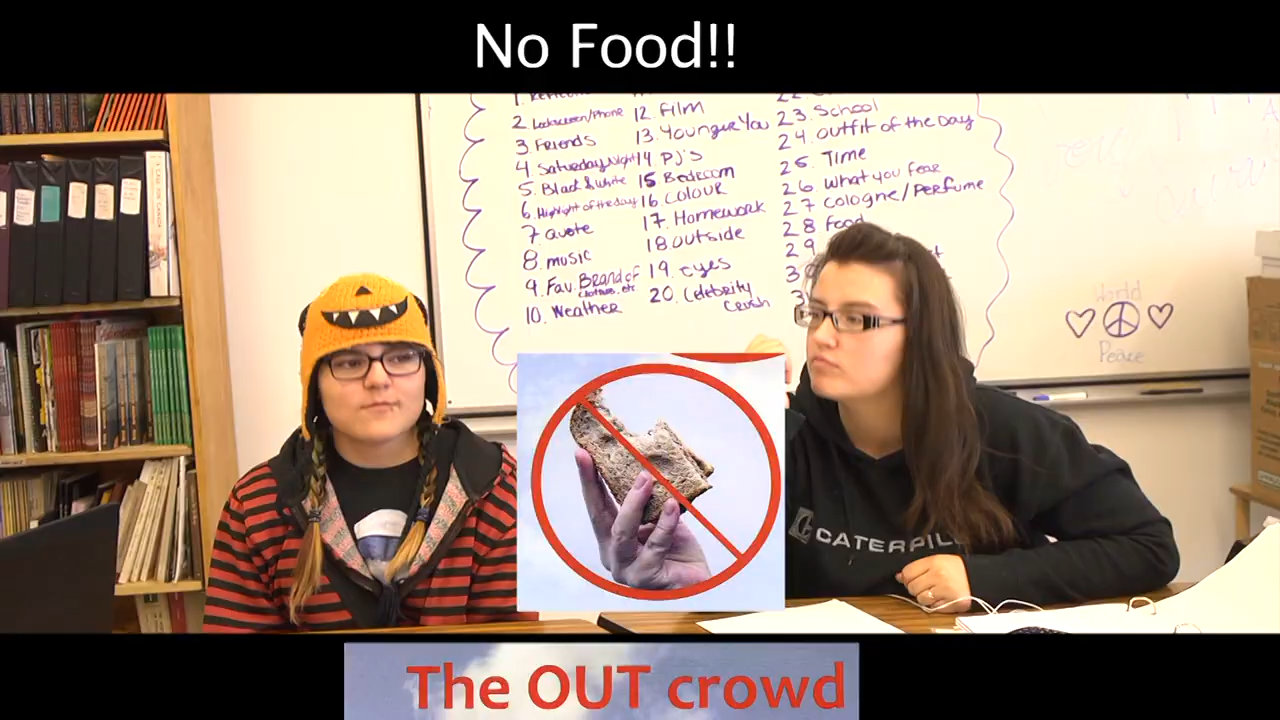 No Food!!
2. Lockscreen/Phone
3 Friends
4. Saturday Night
5. Black & White
6. Highlight of the day
7 Quote
8. music
9. Fav. Brand of
clothes, etc
10. Weather
12. Film
13. Younger You
14 PJ's
15 Bedroom
16. Colour
17. Homework
18. outside
19. eyes
20. Celebrity
Crush
23. School
24. Outfit of the Day
25. Time
26. What you fear
27 cologne/Perfume
28 food
29
World
Peace
CATERPIL
The OUT crowd